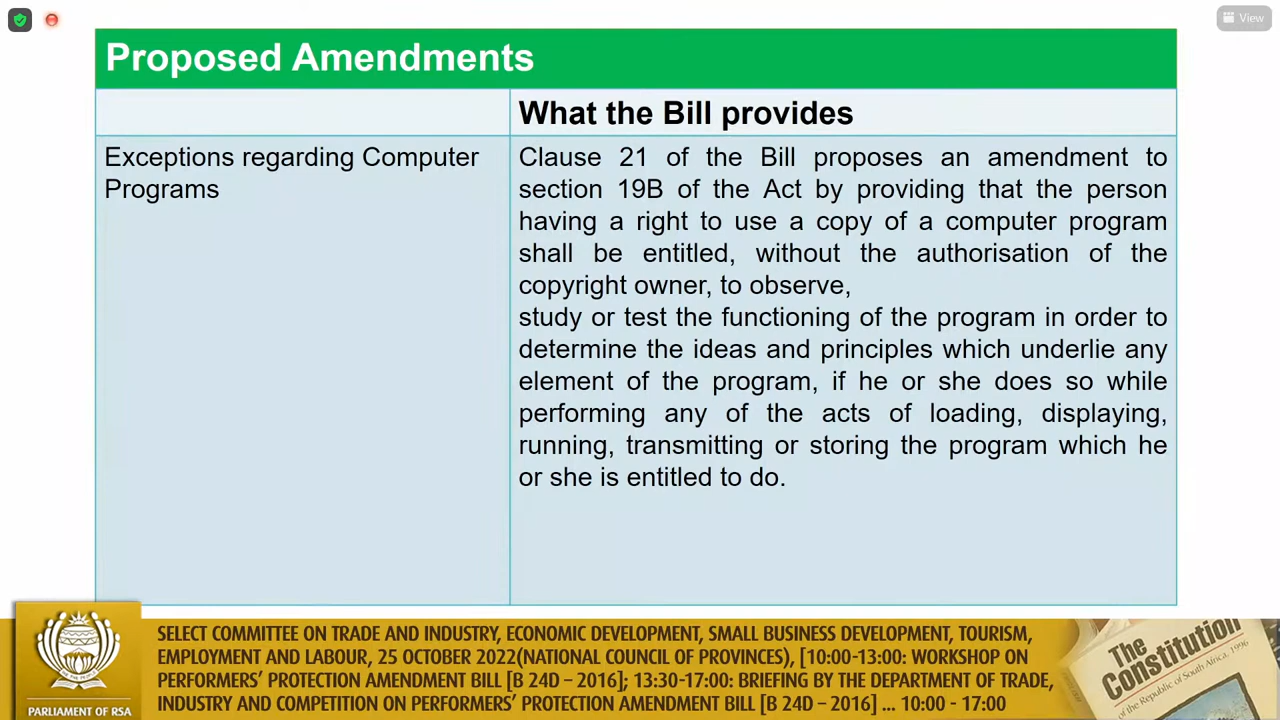 View
Proposed Amendments
What the Bill provides
Exceptions regarding Computer
Programs
Clause 21 of the Bill proposes an amendment to
section 19B of the Act by providing that the person
having a right to use a copy of a computer program
shall be entitled, without the authorisation of the
copyright owner, to observe,
study or test the functioning of the program in order to
determine the ideas and principles which underlie any
element of the program, if he or she does so while
performing any of the acts of loading, displaying,
running, transmitting or storing the program which he
or she is entitled to do.
SELECT COMMITTEE ON TRADE AND INDUSTRY, ECONOMIC DEVELOPMENT, SMALL BUSINESS DEVELOPMENT, TOURISM,
EMPLOYMENT AND LABOUR, 25 OCTOBER 2022(NATIONAL COUNCIL OF PROVINCES), [10:00-13:00: WORKSHOP ON
PERFORMERS' PROTECTION AMENDMENT BILL [B 24D – 2016]; 13:30-17:00: BRIEFING BY THE DEPARTMENT OF TRADE,
INDUSTRY AND COMPETITION ON PERFORMERS' PROTECTION AMENDMENT BILL [B 24D – 2016] ... 10:00 - 17:00
PARLIAMENT OF RSA
The
Constitution
of the Republic of South Africa, 1996